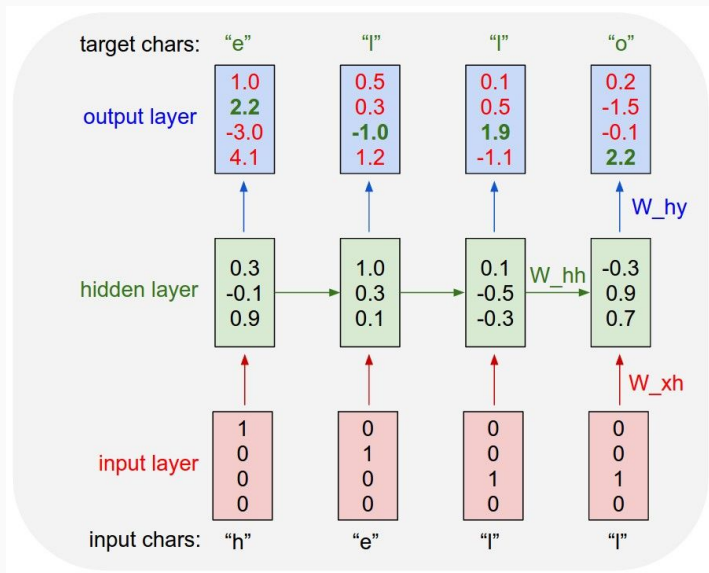 target chars: “e” “l” “l” “o”
1.0 0.5 0.1 0.2
2.2 0.3 0.5 -1.5
output layer
-3.0 -1.0 1.9 -0.1
4.1 1.2 -1.1 2.2
W_hy
0.3 1.0 0.1 W_hh -0.3
hidden layer -0.1 0.3 -0.5 0.9
0.9 0.1 -0.3 0.7
W_xh
1 0 0 0
0 1 0 0
input layer
0 0 1 1
0 0 0 0
input chars: “h” “e” “l” “l”